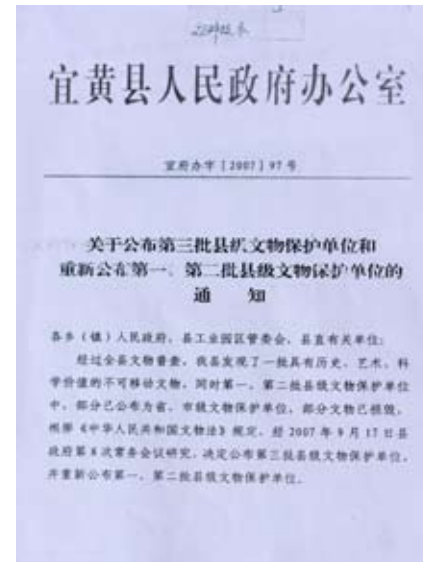 宜黄县人民政府办公室
宜府办字［2007］97号
关于公布第三批县级文物保护单位和
重新公布第一、第二批县级文物保护单位的
通 知
各乡（镇）人民政府，县工业园区管委会，县直有关单位：
经过全县文物普查，我县发现了一批具有历史、艺术、科
学价值的不可移动文物，同时第一、第二批县级文物保护单位
中，部分已公布为省、市级文物保护单位，部分文物已损毁。
根据《中华人民共和国文物法》规定，经2007年9月17日县
政府第8次常务会议研究，决定公布第三批县级文物保护单位，
并重新公布第一、第二批县级文物保护单位。